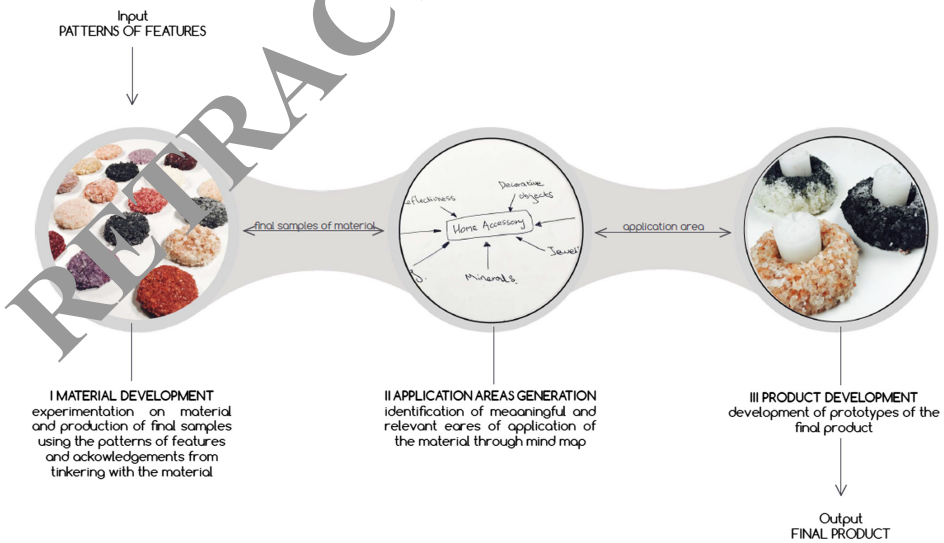 Input
PATTERNS OF FEATURES
RETRAC
final samples of material
eflectiveness
Decorative
objects
Home Accessory
Minerals.
Jewel
application area
I MATERIAL DEVELOPMENT
experimentation on material
and production of final samples
using the patterns of features
and ackowledgements from
tinkering with the material
II APPLICATION AREAS GENERATION
identification of meaaningful and
relevant eares of application of
the material through mind map
III PRODUCT DEVELOPMENT
development of prototypes of the
final product
Output
FINAL PRODUCT